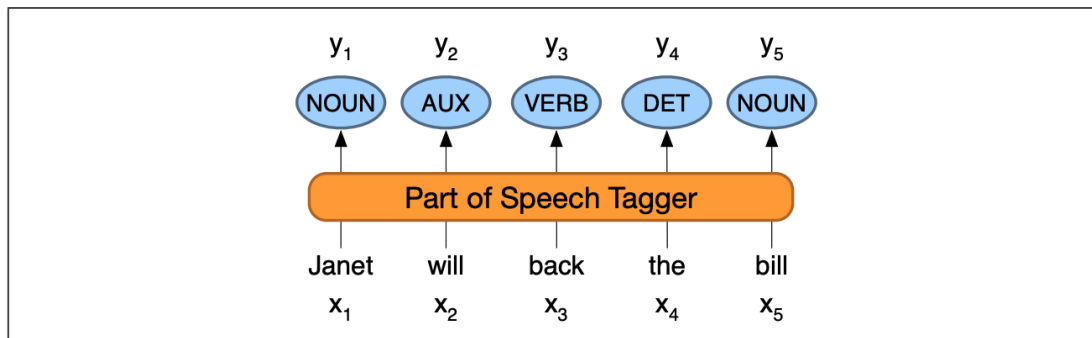 y1 y2 y3 y4 y5
NOUN AUX VERB DET NOUN
Part of Speech Tagger
Janet will back the bill
x1 x2 x3 x4 x5